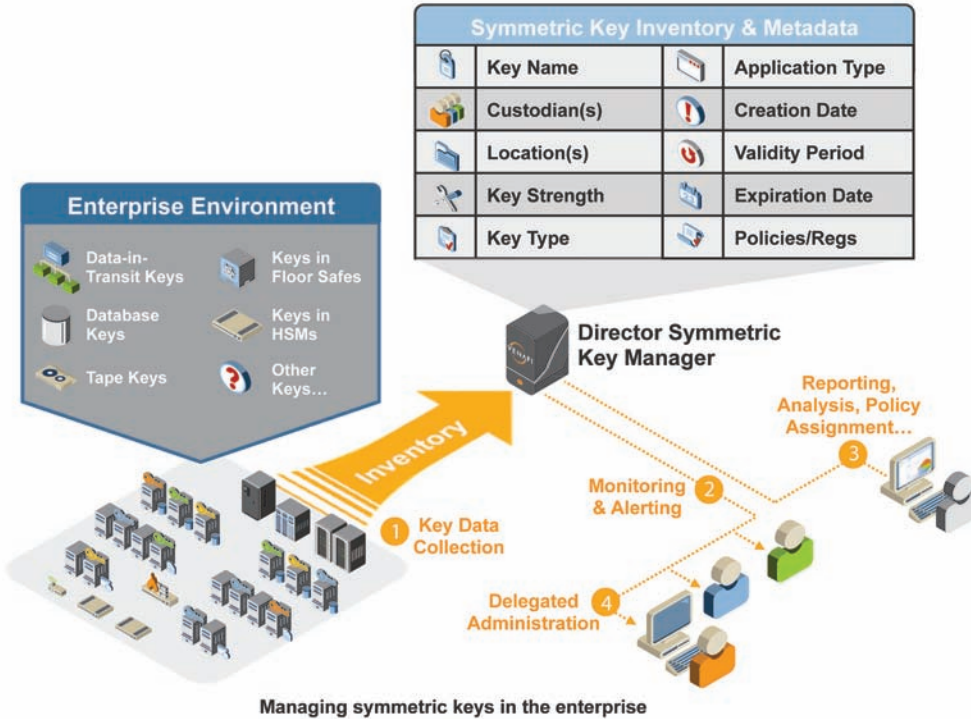 Symmetric Key Inventory & Metadata
Key Name
Application Type
Custodian(s)
Creation Date
Location(s)
Validity Period
Key Strength
Expiration Date
Key Type
Policies/Regs
Enterprise Environment
Data-in-
Transit Keys
Keys in
Floor Safes
Database
Keys
Keys in
HSMs
Tape Keys
Other
Keys...
VENAFI
Director Symmetric
Key Manager
Inventory
1 Key Data
Collection
Monitoring
& Alerting
2
Reporting,
Analysis, Policy
Assignment...
3
Delegated
Administration
4
Managing symmetric keys in the enterprise